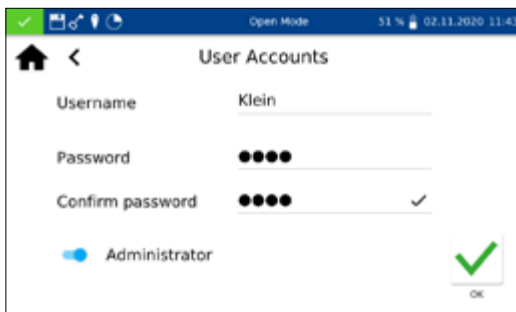 Open Mode 51 % 02.11.2020 11:43
User Accounts
Username Klein
Password ●●●●
Confirm password ●●●●
Administrator
OK